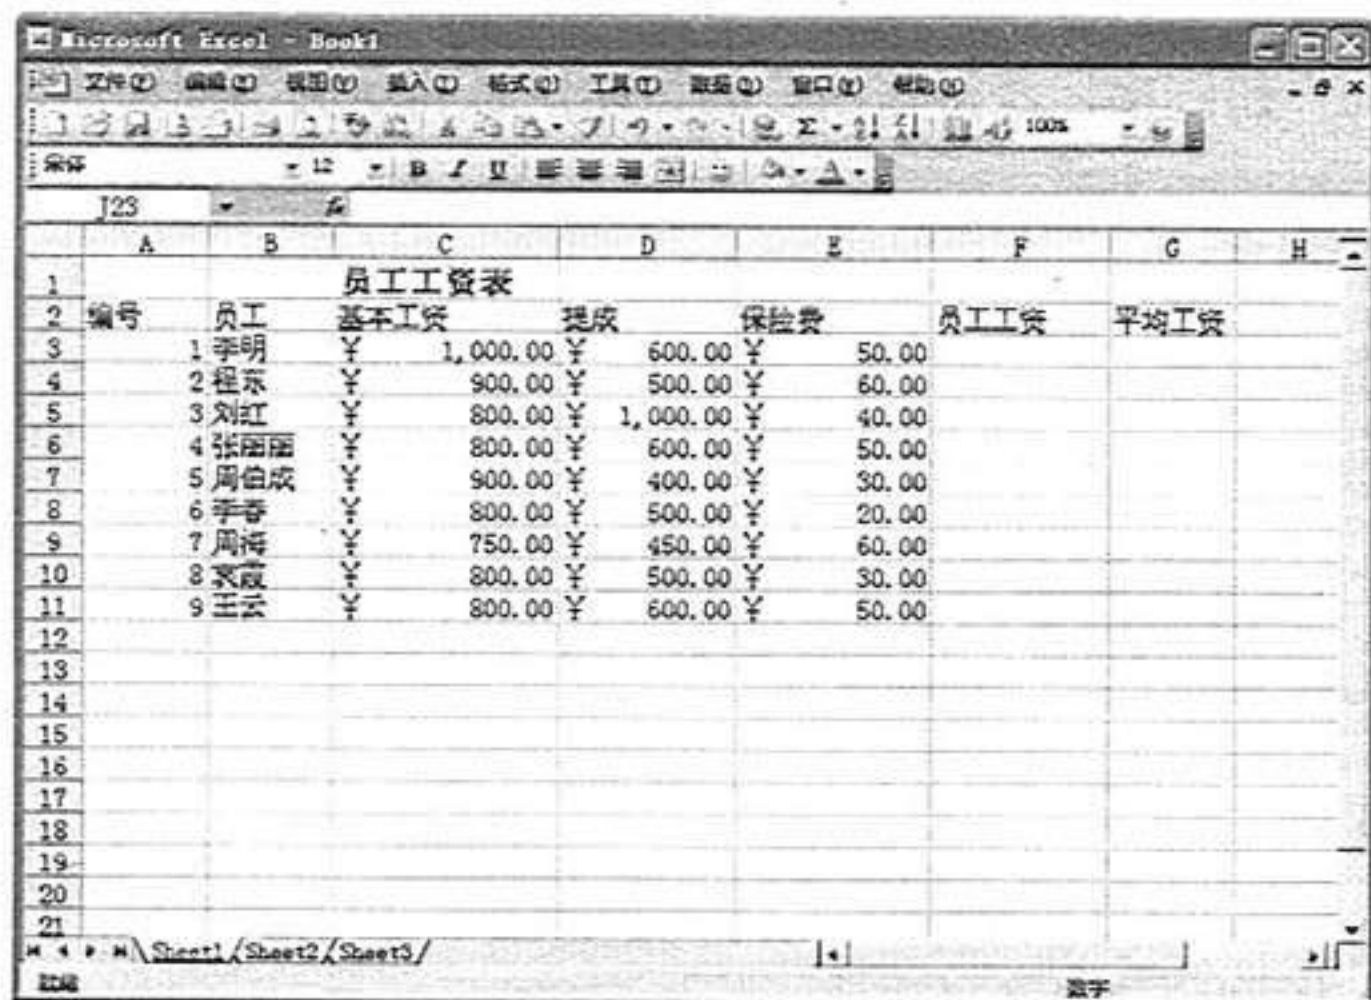 Microsoft Excel - Book1
文件(F) 编辑(E) 视图(V) 插入(I) 格式(O) 工具(T) 数据(D) 窗口(W) 帮助(H)
100%
宋体 12 B I U
J23 fx
A B C D E F G H
1 员工工资表
2 编号 员工 基本工资 提成 保险费 员工工资 平均工资
3 1 李明 ¥ 1,000.00 ¥ 600.00 ¥ 50.00
4 2 ¥ 900.00 ¥ 500.00 ¥ 60.00
5 3 刘红 ¥ 800.00 ¥ 1,000.00 ¥ 40.00
6 4 张丽丽 ¥ 800.00 ¥ 600.00 ¥ 50.00
7 5 周伯成 ¥ 900.00 ¥ 400.00 ¥ 30.00
8 6 ¥ 800.00 ¥ 500.00 ¥ 20.00
9 7 周海 ¥ 750.00 ¥ 450.00 ¥ 60.00
10 8 ¥ 800.00 ¥ 500.00 ¥ 30.00
11 9 ¥ 800.00 ¥ 600.00 ¥ 50.00
12
13
14
15
16
17
18
19
20
21
Sheet1 Sheet2 Sheet3
就绪 数字